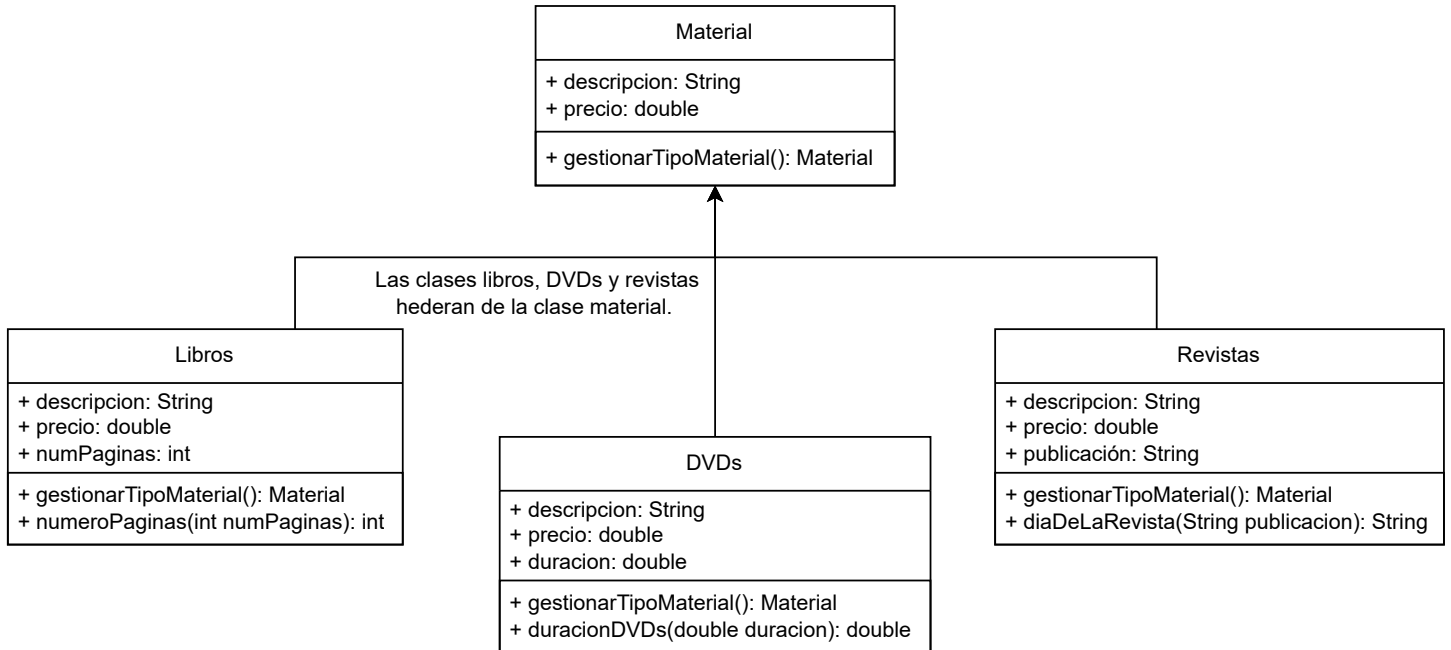 Material
+ descripcion: String
+ precio: double
+ gestionarTipoMaterial(): Material
Las clases libros, DVDs y revistas
hederan de la clase material.
Libros
+ descripcion: String
+ precio: double
+ numPaginas: int
+ gestionarTipoMaterial(): Material
+ numeroPaginas(int numPaginas): int
DVDs
+ descripcion: String
+ precio: double
+ duracion: double
+ gestionarTipoMaterial(): Material
+ duracionDVDs(double duracion): double
Revistas
+ descripcion: String
+ precio: double
+ publicación: String
+ gestionarTipoMaterial(): Material
+ diaDeLaRevista(String publicacion): String